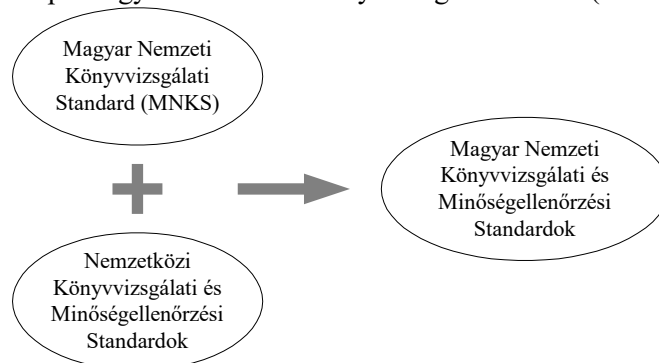 Magyar Nemzeti
Könyvvizsgálati
Standard (MNKS)
Magyar Nemzeti
Könyvvizsgálati és
Minőségellenőrzési
Standardok
Nemzetközi
Könyvvizsgálati és
Minőségellenőrzési
Standardok